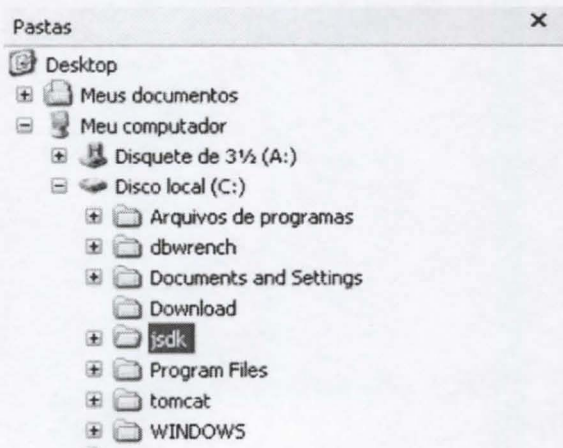 Pastas
Desktop
Meus documentos
Meu computador
Disquete de 3½ (A:)
Disco local (C:)
Arquivos de programas
dbwrench
Documents and Settings
Download
jsdk
Program Files
tomcat
WINDOWS